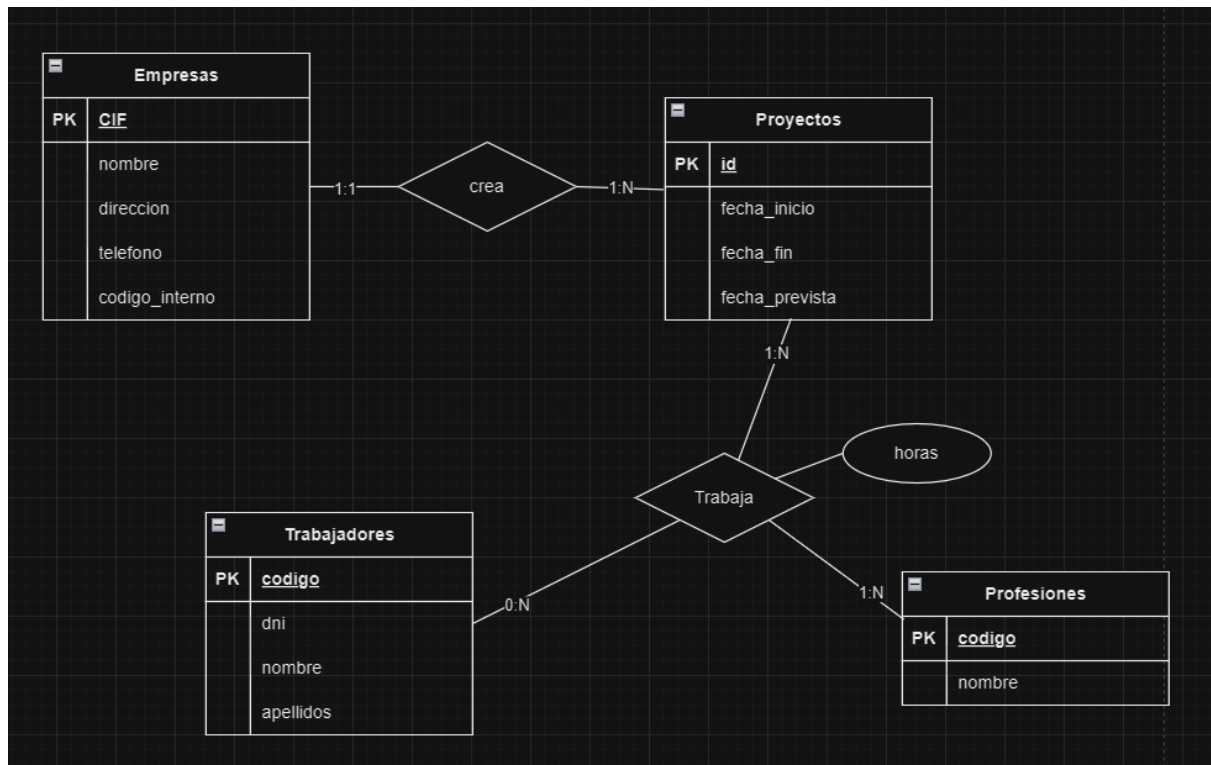 Empresas
PK CIF
nombre
direccion
telefono
codigo_interno
1:1
crea
1:N
Proyectos
PK id
fecha_inicio
fecha_fin
fecha_prevista
1:N
horas
Trabaja
Trabajadores
PK codigo
dni
nombre
apellidos
0:N
1:N
Profesiones
PK codigo
nombre